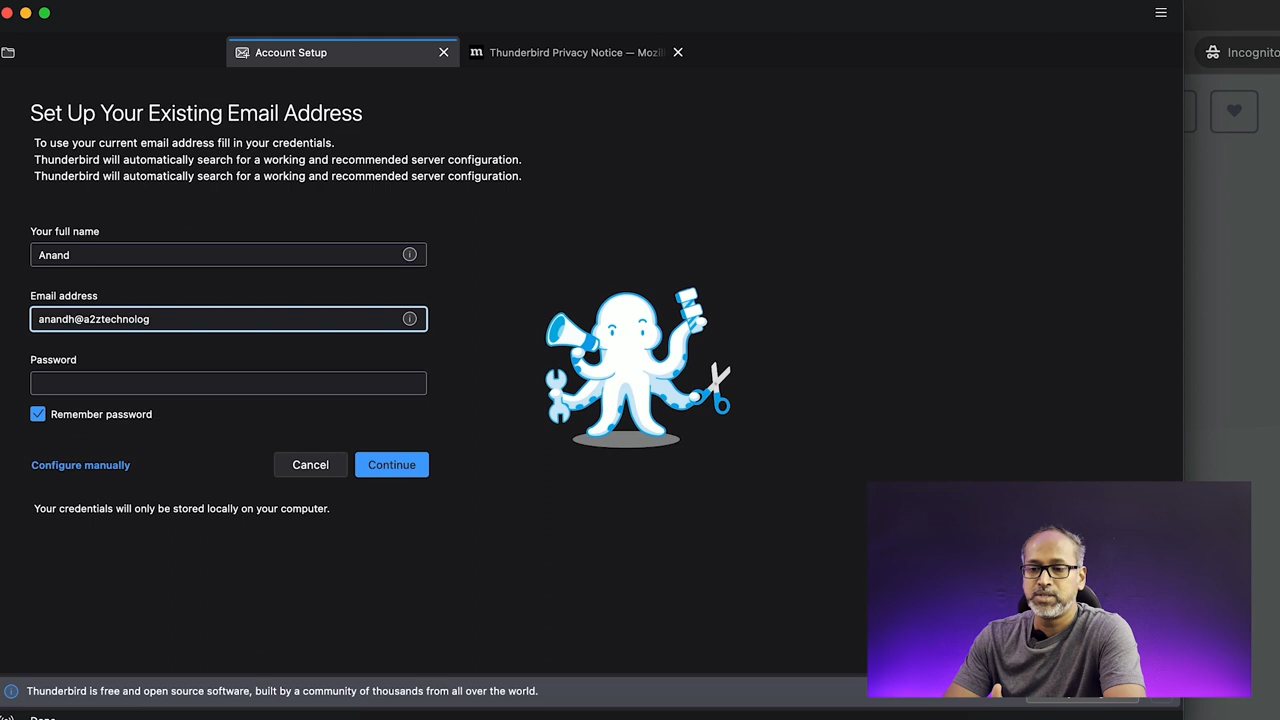 Incognito
Account Setup
m Thunderbird Privacy Notice — Mozil
Set Up Your Existing Email Address
To use your current email address fill in your credentials.
Thunderbird will automatically search for a working and recommended server configuration.
Thunderbird will automatically search for a working and recommended server configuration.
Your full name
Anand
Email address
anandh@a2ztechnolog
Password
Remember password
Configure manually
Cancel
Continue
Your credentials will only be stored locally on your computer.
Thunderbird is free and open source software, built by a community of thousands from all over the world.